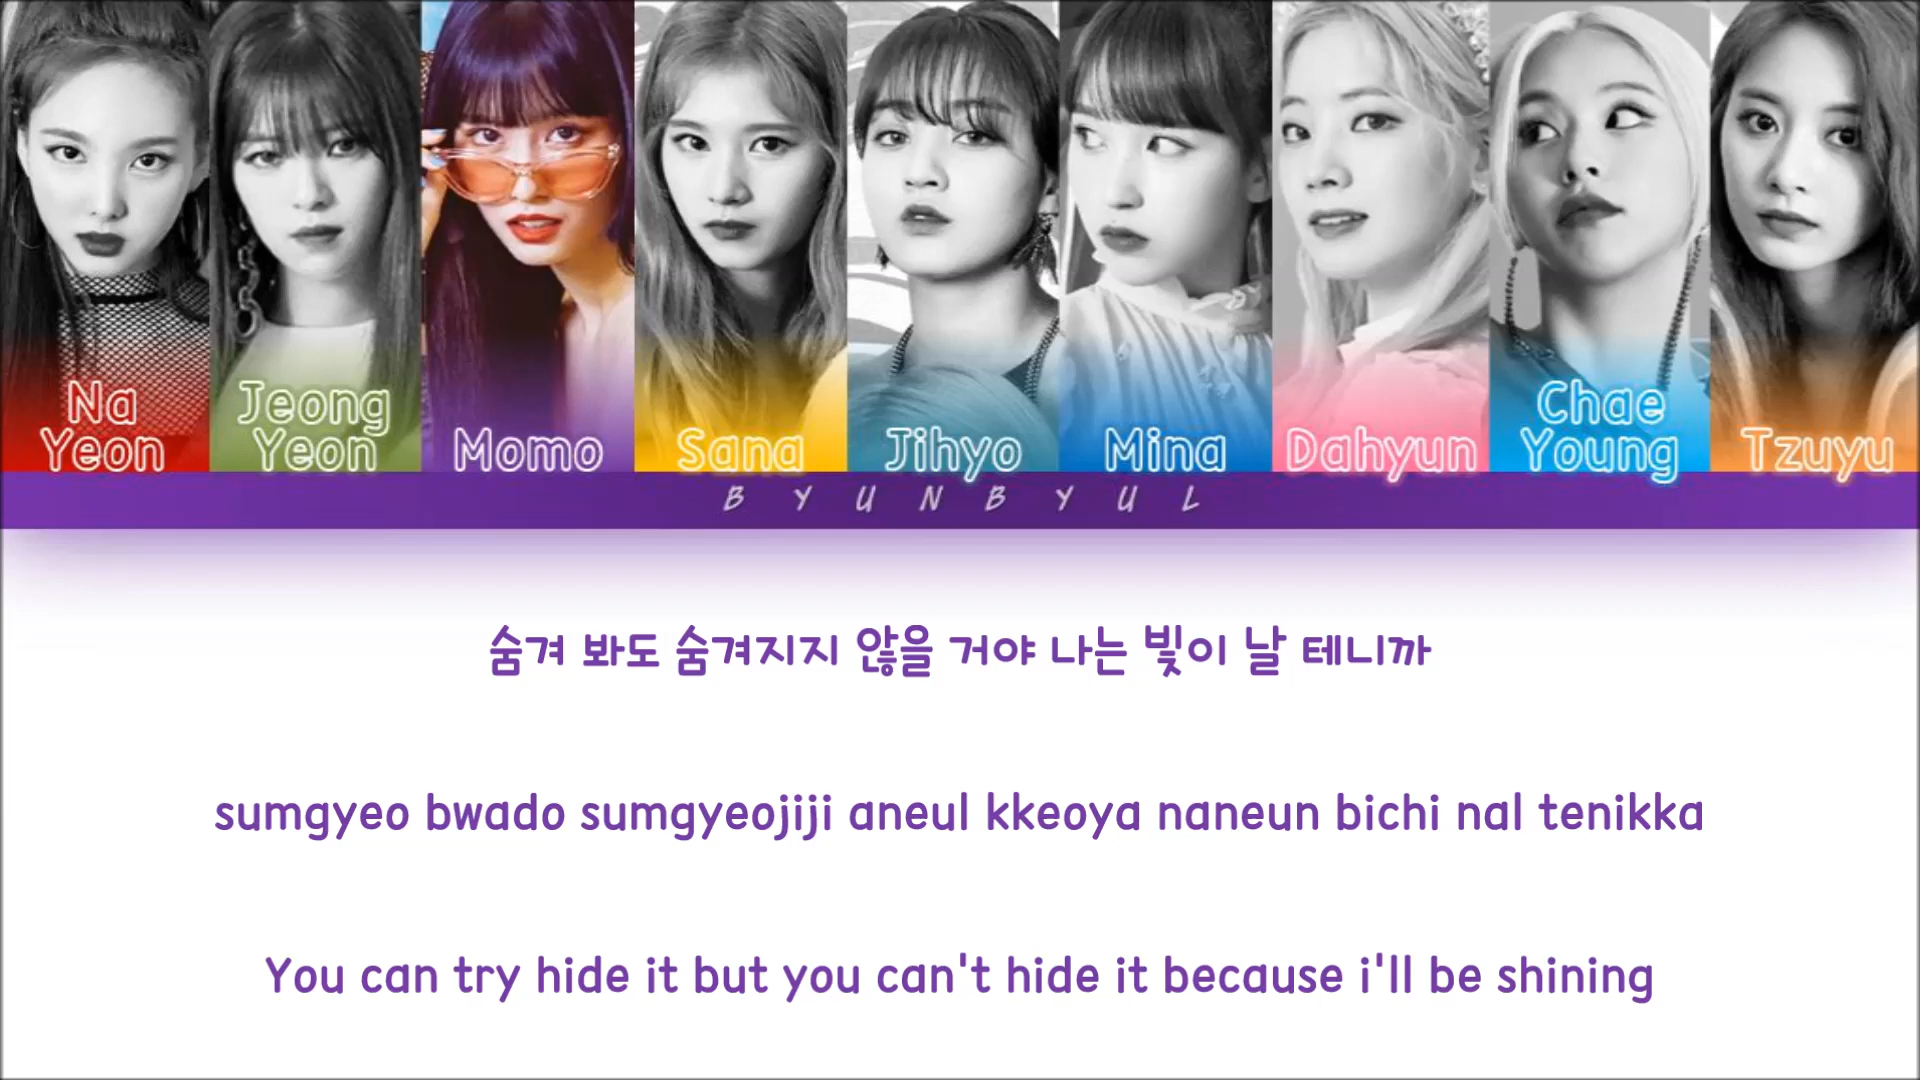 Na
Yeon
Jeong
Yeon
Momo
Sana
Jihyo
Mina
Dahyun
Chae
Young
Tzuyu
BYUNBYUL
숨겨 봐도 숨겨지지 않을 거야 나는 빛이 날 테니까
sumgyeo bwado sumgyeojiji aneul kkeoya naneun bichi nal tenikka
You can try hide it but you can't hide it because i'll be shining